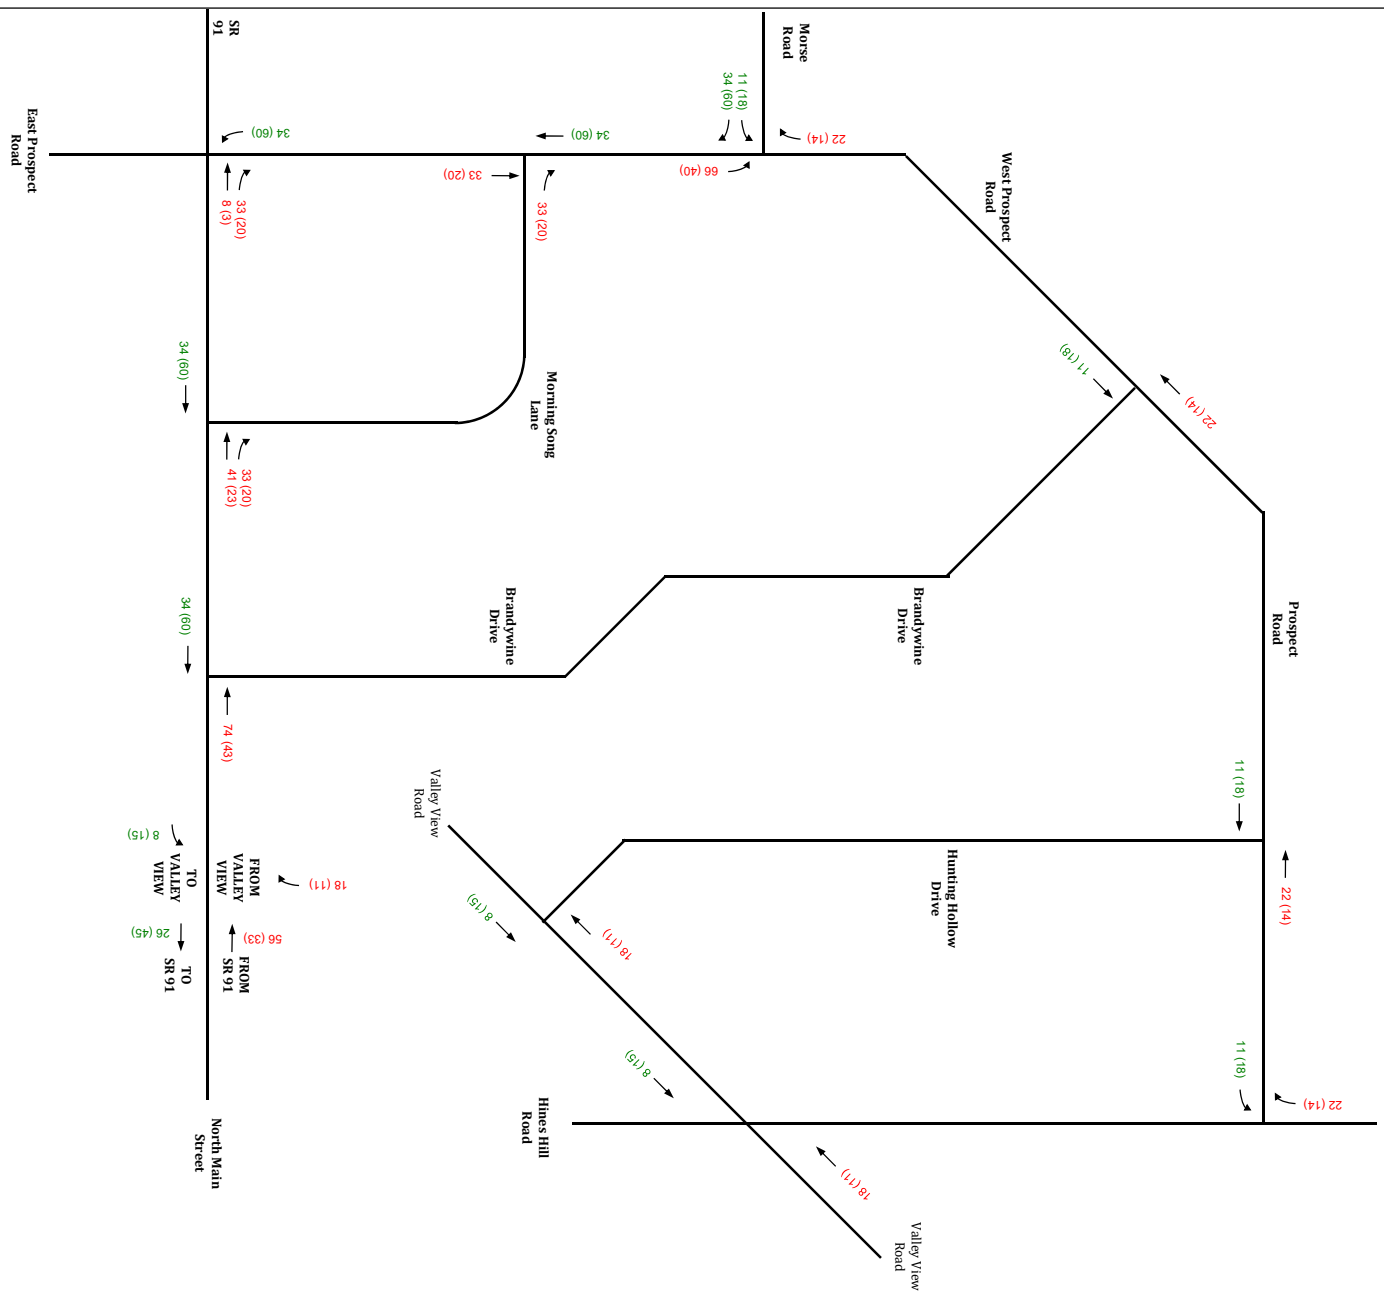 SR
91
Morse
Road
11 (18)
34 (60)
22 (14)
34 (60)
34 (60)
66 (40)
33 (20)
33 (20)
33 (20)
8 (3)
East Prospect
Road
West Prospect
Road
34 (60)
11 (18)
22 (14)
Morning Song
Lane
33 (20)
41 (23)
34 (60)
Brandywine
Drive
Brandywine
Drive
Prospect
Road
74 (43)
11 (18)
Valley View
Road
8 (15)
TO
VALLEY
VIEW
FROM
VALLEY
VIEW
18 (11)
8 (15)
Hunting Hollow
Drive
22 (14)
26 (45)
56 (33)
18 (11)
TO
SR 91
FROM
SR 91
8 (15)
11 (18)
22 (14)
Hines Hill
Road
North Main
Street
18 (11)
Valley View
Road